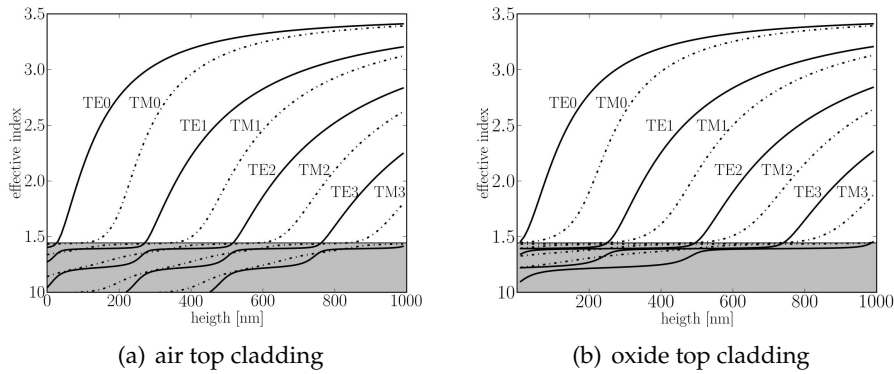 3.5
3.0
2.5
2.0
1.5
10
effective index
TE0
TM0
TE1
TM1
TE2
TM2
TE3
TM3
0
200
400
600
800
1000
heigth [nm]
(a) air top cladding
3.5
3.0
2.5
2.0
1.5
10
effective index
TE0
TM0
TE1
TM1
TE2
TM2
TE3
TM3
200
400
600
800
1000
heigth [nm]
(b) oxide top cladding